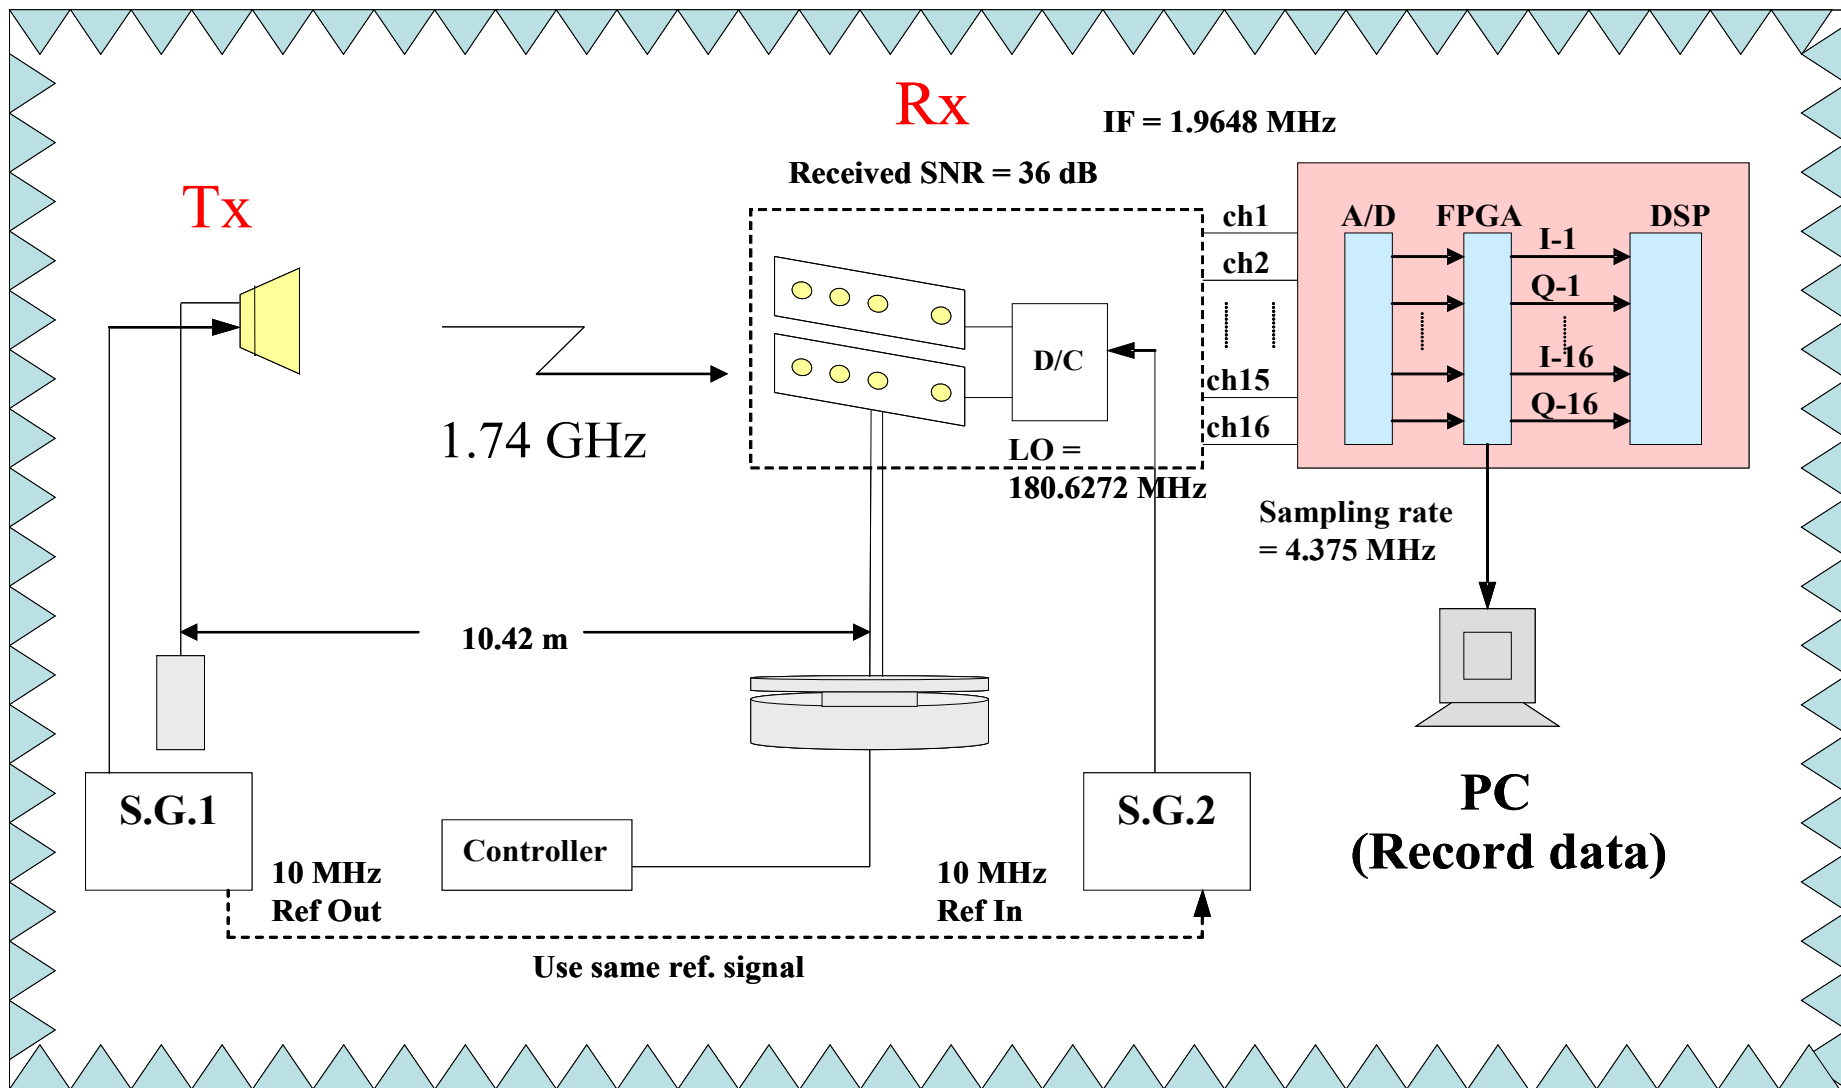 Rx
IF = 1.9648 MHz
Received SNR = 36 dB
Tx
ch1
ch2
ch15
ch16
A/D
FPGA
DSP
I-1
Q-1
I-16
Q-16
D/C
1.74 GHz
LO =
180.6272 MHz
Sampling rate
= 4.375 MHz
10.42 m
S.G.1
Controller
S.G.2
PC
(Record data)
10 MHz
Ref Out
10 MHz
Ref In
Use same ref. signal